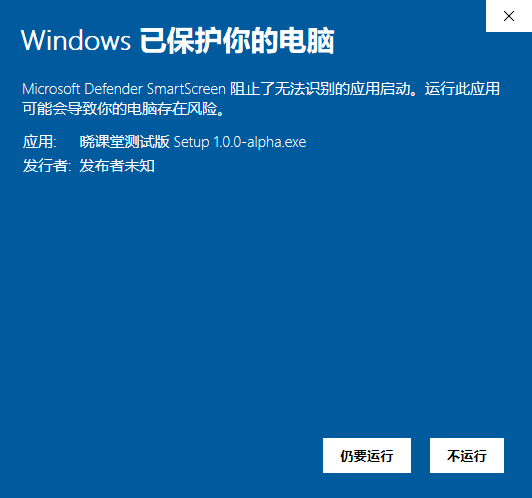 Windows 已保护你的电脑
Microsoft Defender SmartScreen 阻止了无法识别的应用启动。运行此应用
可能会导致你的电脑存在风险。
应用: 晓课堂测试版 Setup 1.0.0-alpha.exe
发行者: 发布者未知
仍要运行 不运行